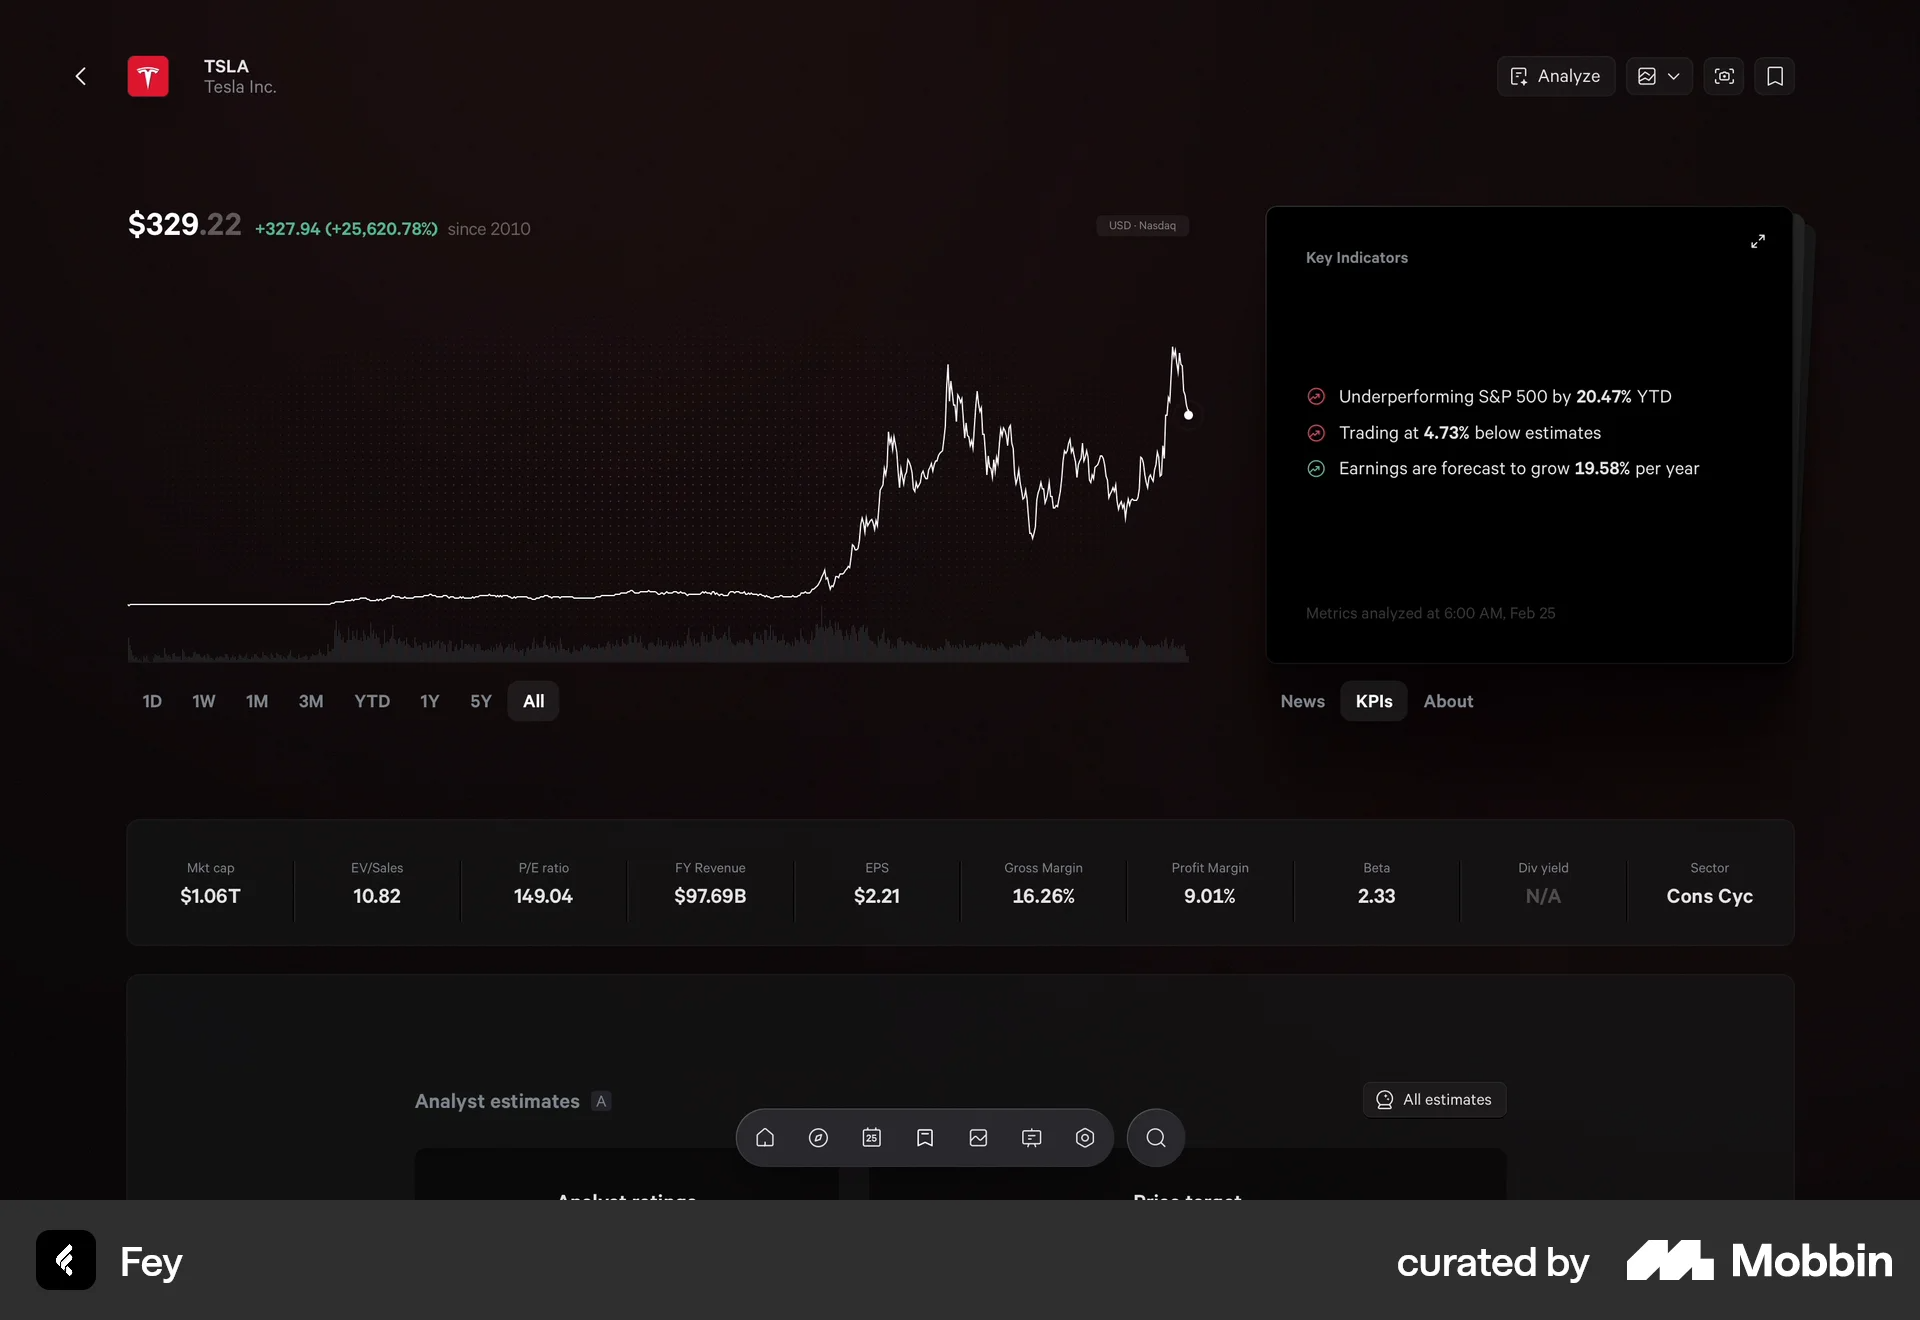 TSLA
Tesla Inc.
Analyze
$329.22 +327.94 (+25,620.78%) since 2010
USD · Nasdaq
Key Indicators
Underperforming S&P 500 by 20.47% YTD
Trading at 4.73% below estimates
Earnings are forecast to grow 19.58% per year
Metrics analyzed at 6:00 AM, Feb 25
1D 1W 1M 3M YTD 1Y 5Y All
News KPIs About
Mkt cap EV/Sales P/E ratio FY Revenue EPS Gross Margin Profit Margin Beta Div yield Sector
$1.06T 10.82 149.04 $97.69B $2.21 16.26% 9.01% 2.33 N/A Cons Cyc
Analyst estimates A
All estimates
25
Analyst ratings
Price target
Fey
curated by Mobbin